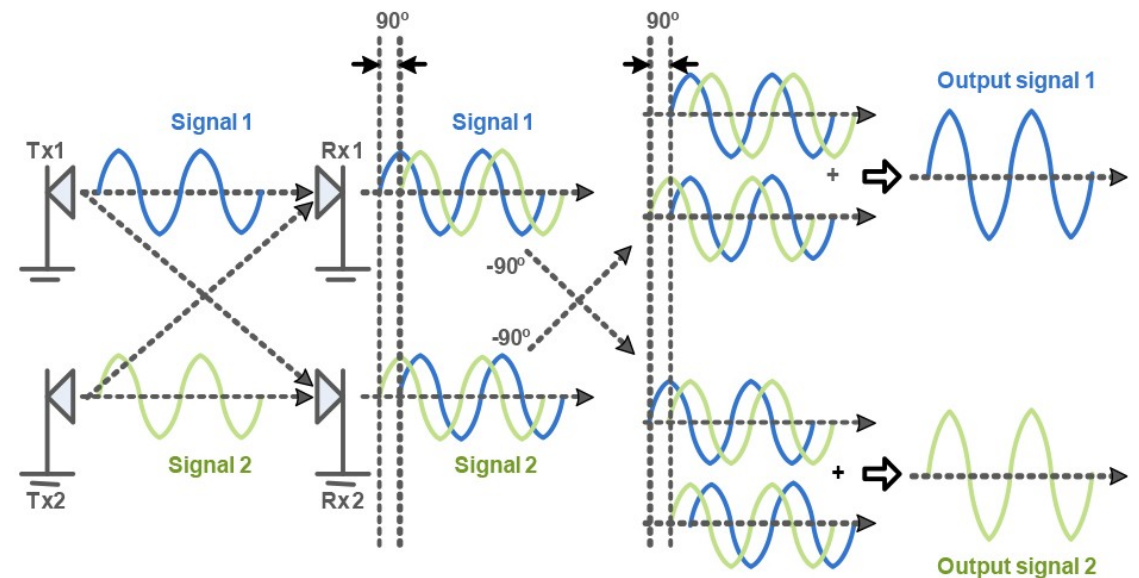 90º
90º
Output signal 1
Signal 1
Signal 1
Tx1
Rx1
+
-90º
-90º
Signal 2
Signal 2
+
Tx2
Rx2
Output signal 2